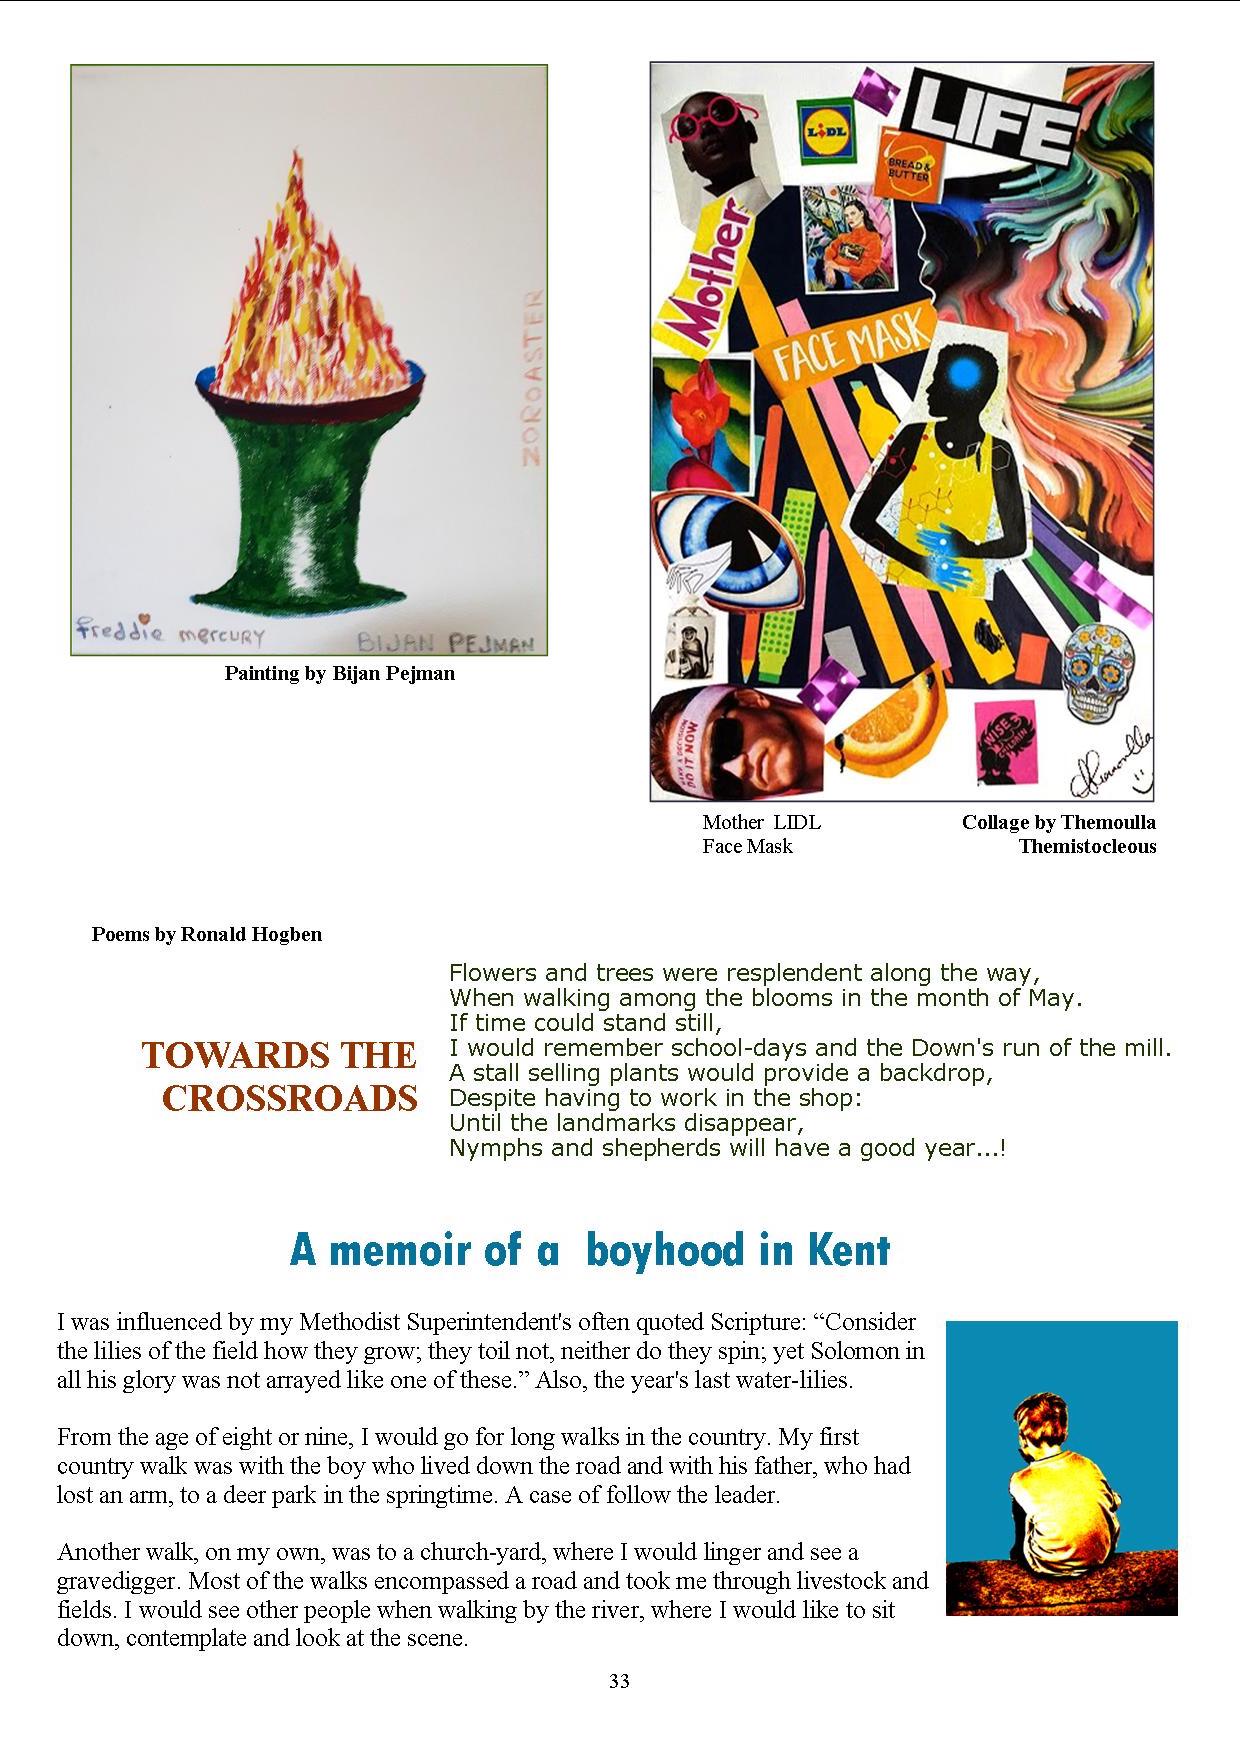 ZOROASTER
freddie mercury
BIJAN PEJMAN
Painting by Bijan Pejman
LIFE
LIDL
BREAD &
BUTTER
Mother
FACE MASK
MAKE A DECISION
DO IT NOW
WISE
CHILDREN
Themoulla
Mother LIDL
Face Mask
Collage by Themoulla
Themistocleous
Poems by Ronald Hogben
TOWARDS THE
CROSSROADS
Flowers and trees were resplendent along the way,
When walking among the blooms in the month of May.
If time could stand still,
I would remember school-days and the Down's run of the mill.
A stall selling plants would provide a backdrop,
Despite having to work in the shop:
Until the landmarks disappear,
Nymphs and shepherds will have a good year...!
A memoir of a boyhood in Kent
I was influenced by my Methodist Superintendent's often quoted Scripture: “Consider
the lilies of the field how they grow; they toil not, neither do they spin; yet Solomon in
all his glory was not arrayed like one of these.” Also, the year's last water-lilies.
From the age of eight or nine, I would go for long walks in the country. My first
country walk was with the boy who lived down the road and with his father, who had
lost an arm, to a deer park in the springtime. A case of follow the leader.
Another walk, on my own, was to a church-yard, where I would linger and see a
gravedigger. Most of the walks encompassed a road and took me through livestock and
fields. I would see other people when walking by the river, where I would like to sit
down, contemplate and look at the scene.
33